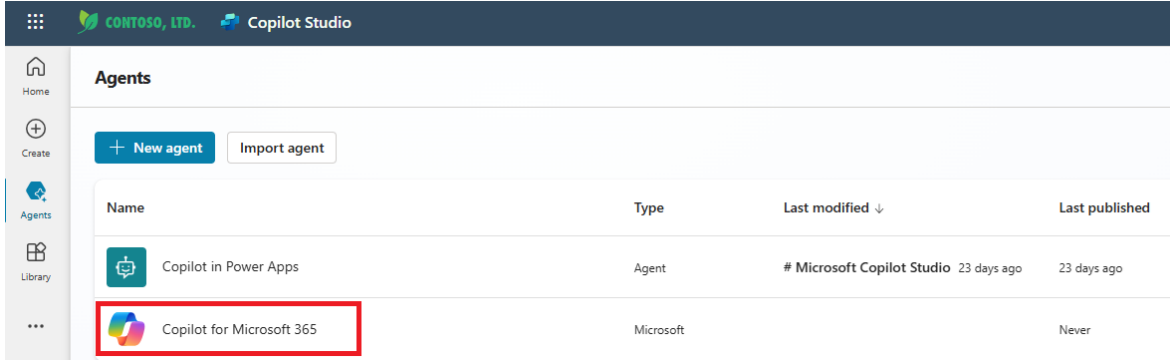 CONTOSO, LTD. Copilot Studio
Home
Create
Agents
Library
Agents
New agent Import agent
Name Type Last modified ↓ Last published
Copilot in Power Apps Agent # Microsoft Copilot Studio 23 days ago 23 days ago
Copilot for Microsoft 365 Microsoft Never